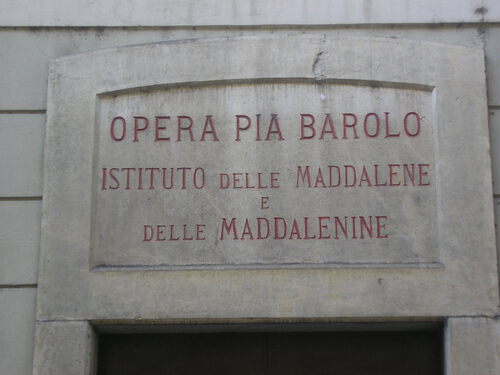 OPERA PIA BAROLO
ISTITUTO DELLE MADDALENE
E
DELLE MADDALENINE